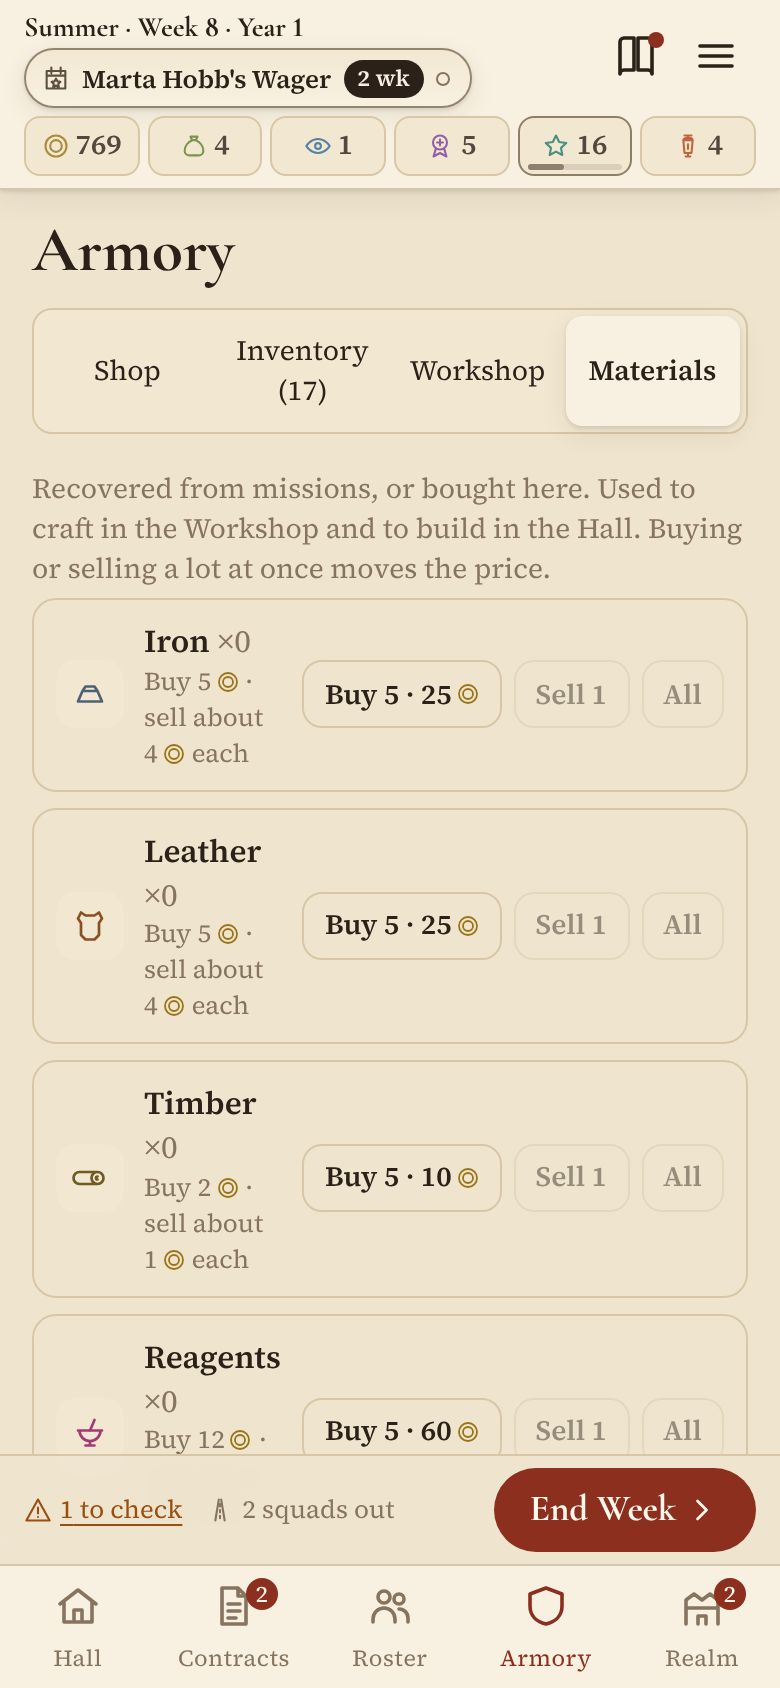 Summer · Week 8 · Year 1
Marta Hobb's Wager 2 wk
769 4 1 5 16 4
Armory
Shop
Inventory
(17)
Workshop
Materials
Recovered from missions, or bought here. Used to
craft in the Workshop and to build in the Hall. Buying
or selling a lot at once moves the price.
Iron ×0
Buy 5 ·
sell about
4 each
Buy 5 · 25
Sell 1
All
Leather
×0
Buy 5 ·
sell about
4 each
Buy 5 · 25
Sell 1
All
Timber
×0
Buy 2 ·
sell about
1 each
Buy 5 · 10
Sell 1
All
Reagents
×0
Buy 12 ·
Buy 5 · 60
Sell 1
All
1 to check
2 squads out
End Week
Hall
2
Contracts
Roster
Armory
2
Realm